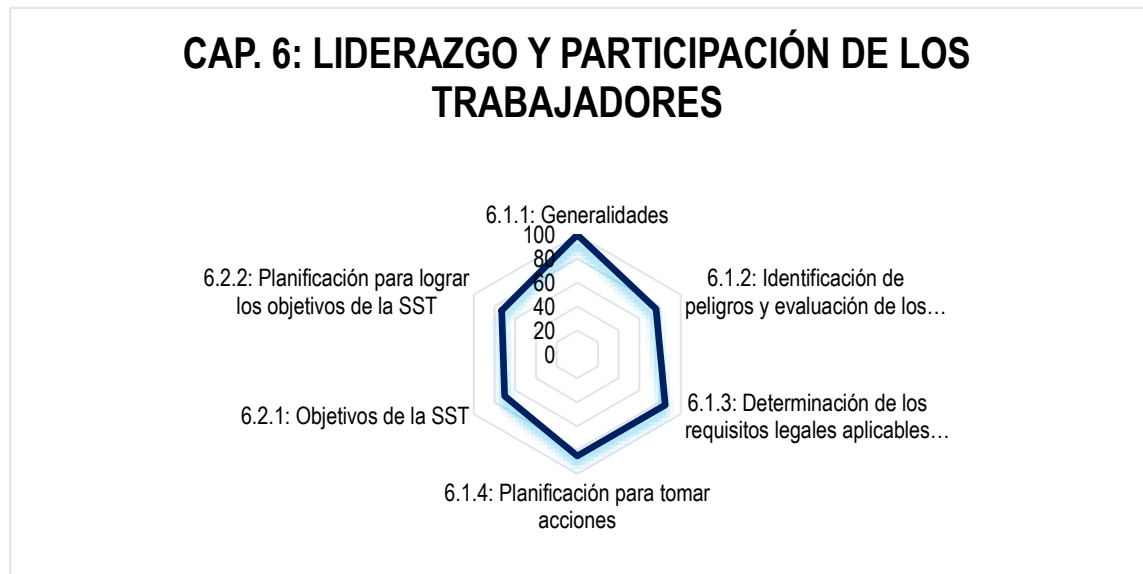 CAP. 6: LIDERAZGO Y PARTICIPACIÓN DE LOS
TRABAJADORES
6.1.1: Generalidades
100
80
60
40
20
0
6.1.2: Identificación de
peligros y evaluación de los…
6.1.3: Determinación de los
requisitos legales aplicables…
6.1.4: Planificación para tomar
acciones
6.2.1: Objetivos de la SST
6.2.2: Planificación para lograr
los objetivos de la SST